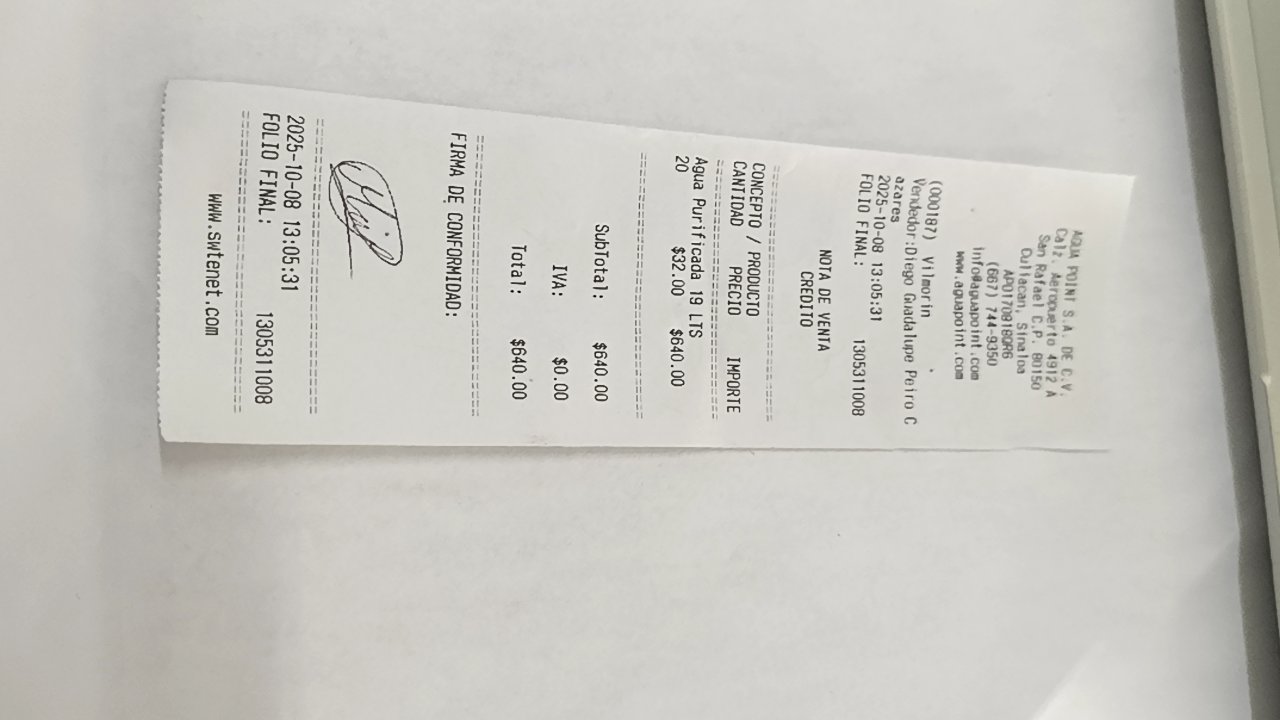 AQUA POINT S.A. DE C.V.
Calz. Aeropuerto 4912 A
San Rafael C.P. 80150
Culiacan, Sinaloa
APO170918DR6
(667) 744-9350
info@aguapoint.com
www.aguapoint.com
(000187) Vilmorin
Vendedor:Diego Guadalupe Peiro C
azares
2025-10-08 13:05:31
FOLIO FINAL: 1305311008
NOTA DE VENTA
CREDITO
CONCEPTO / PRODUCTO
CANTIDAD PRECIO IMPORTE
Agua Purificada 19 LTS
20 $32.00 $640.00
SubTotal: $640.00
IVA: $0.00
Total: $640.00
FIRMA DE CONFORMIDAD:
2025-10-08 13:05:31
FOLIO FINAL: 1305311008
www.swtenet.com